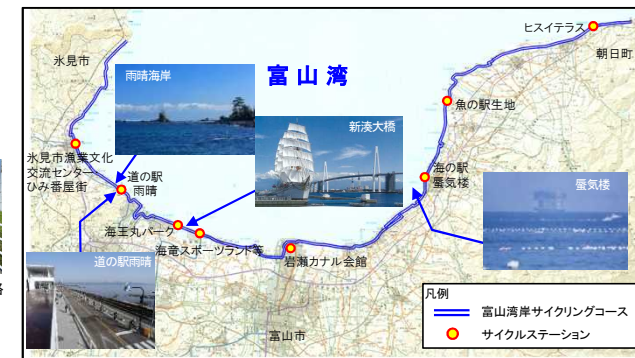 ヒスイテラス
朝日町
氷見市
雨晴海岸
富山湾
魚の駅生地
新湊大橋
氷見市漁業文化
交流センター
ひみ番屋街
道の駅
雨晴
海の駅
蜃気楼
蜃気楼
海王丸パーク
海竜スポーツランド等
岩瀬カナル会館
道の駅雨晴
富山市
凡例
富山湾岸サイクリングコース
サイクルステーション